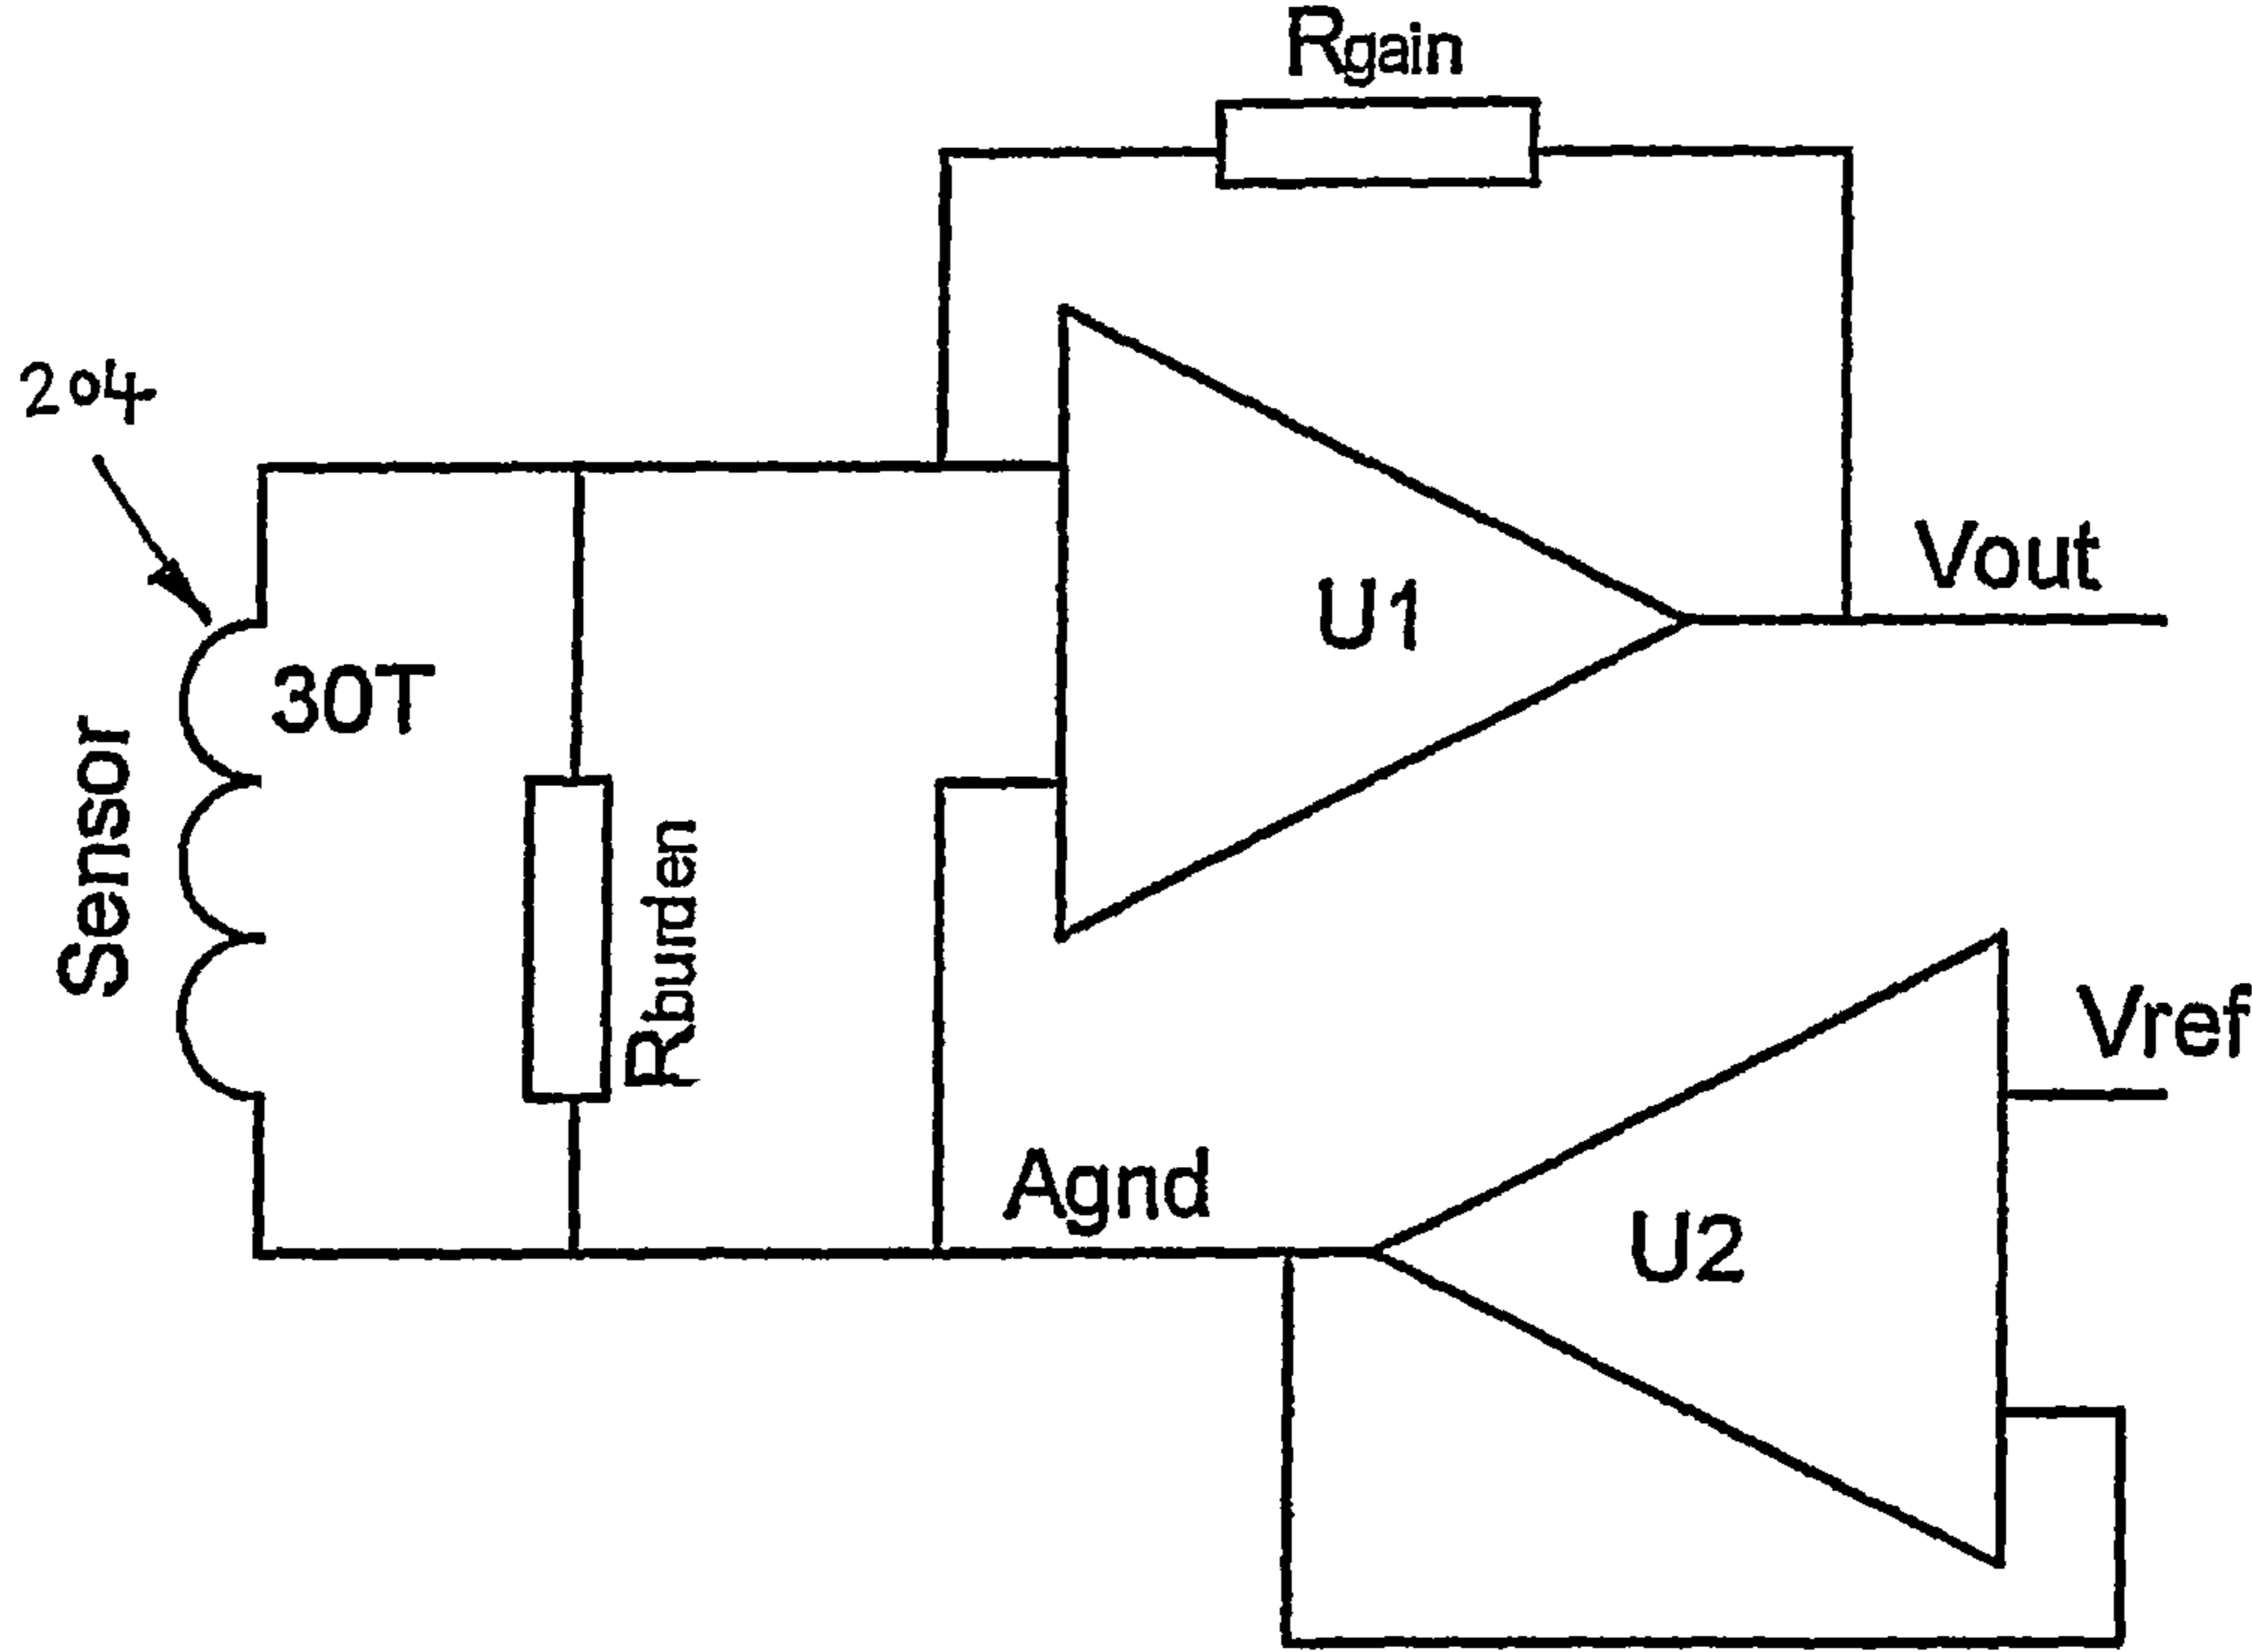 Rgain
204
U1
Vout
30T
Sensor
Rburden
Vref
Agnd
U2